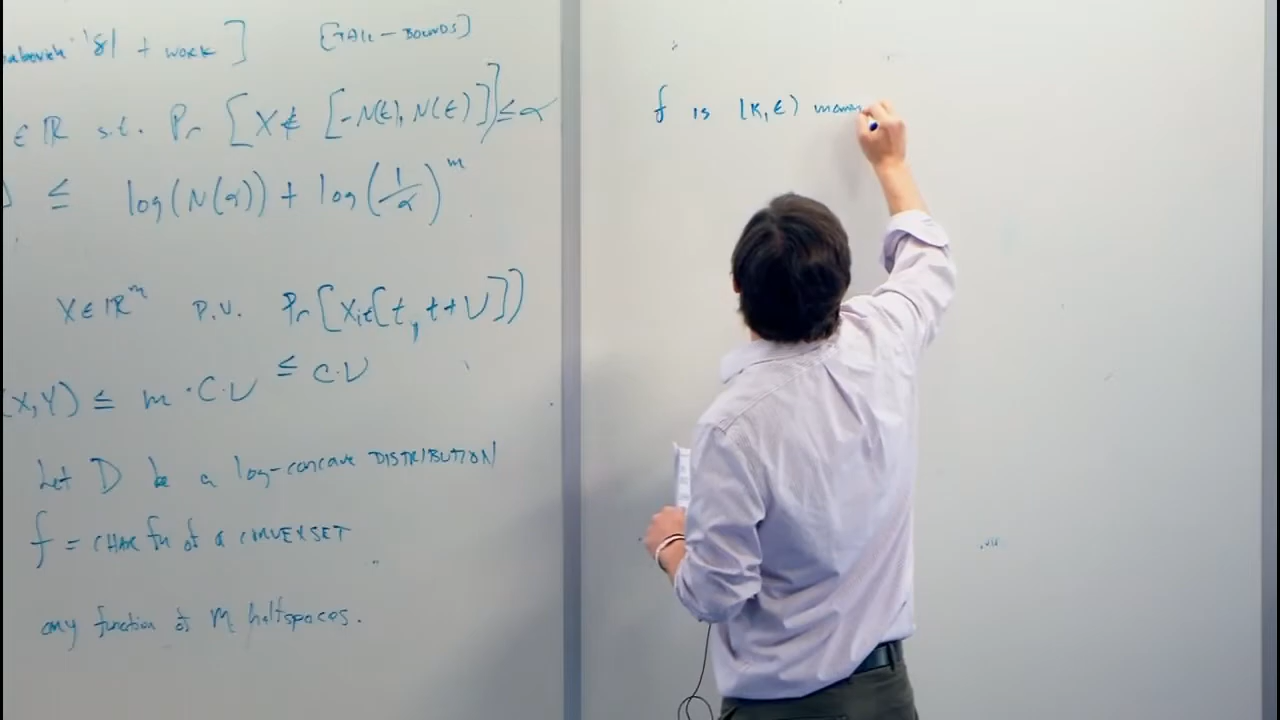 '81 + work ] [TAIL-BOUNDS]
∈ ℝ s.t. Pr [X ∉ [-N(ε), N(ε)]] ≤ α
≤ log(N(α)) + log(1/α)^m
X ∈ ℝ^m r.v. Pr[X_i ∈ [t, t+V])
≤ C·V
(X,Y) ≤ m·C·V
Let D be a log-concave DISTRIBUTION
f = CHAR fn of a CONVEX SET
any function of M halfspaces.
f is (K,ε) momen